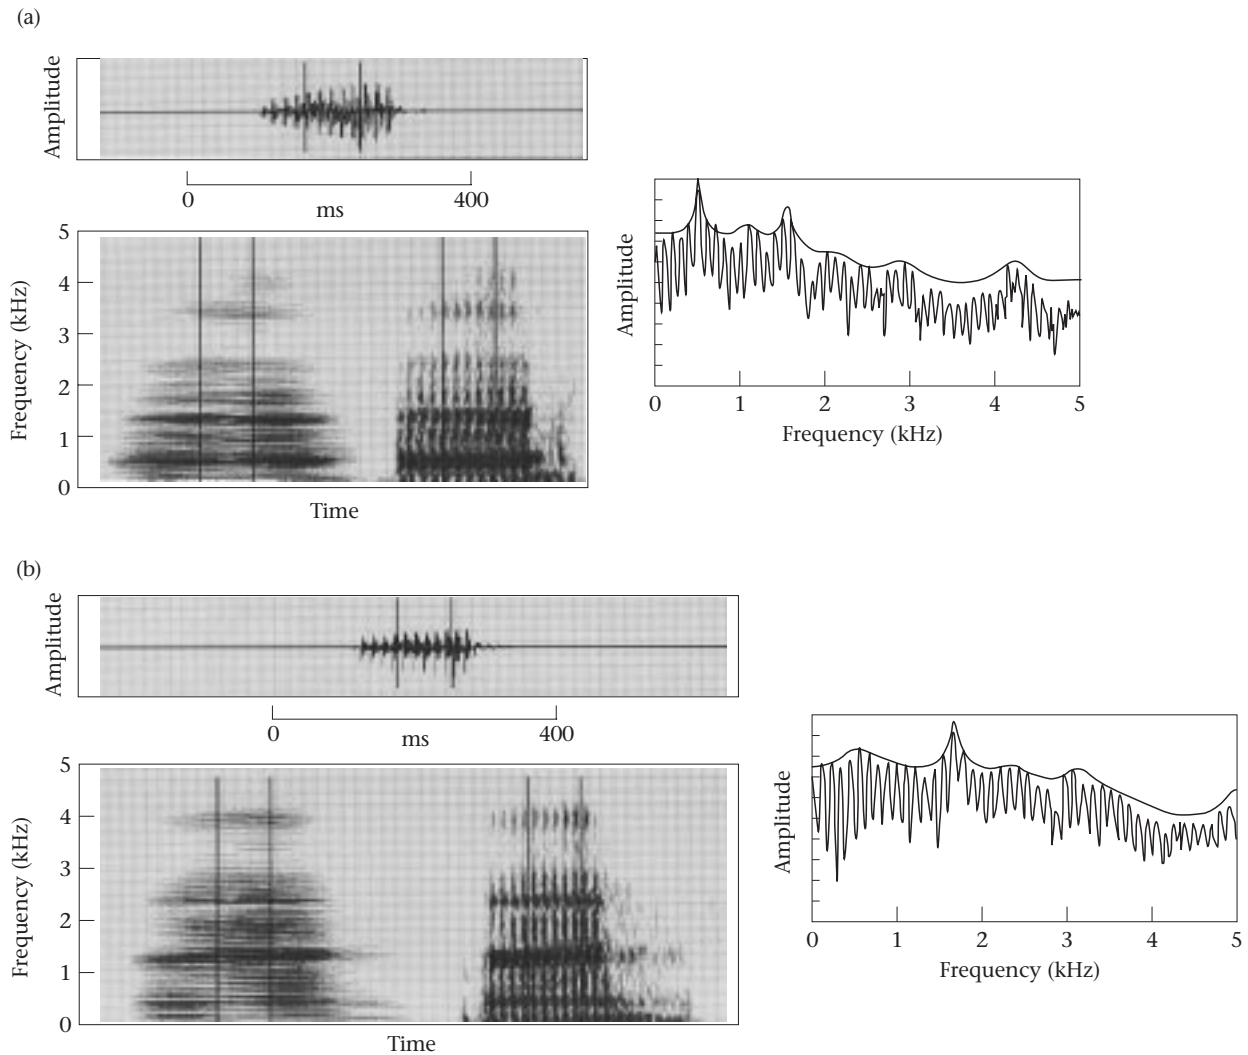 (a)
Amplitude
0 400
ms
5
4
3
2
1
0
Frequency (kHz)
Time
Amplitude
0 1 2 3 4 5
Frequency (kHz)
(b)
Amplitude
0 400
ms
5
4
3
2
1
0
Frequency (kHz)
Time
Amplitude
0 1 2 3 4 5
Frequency (kHz)